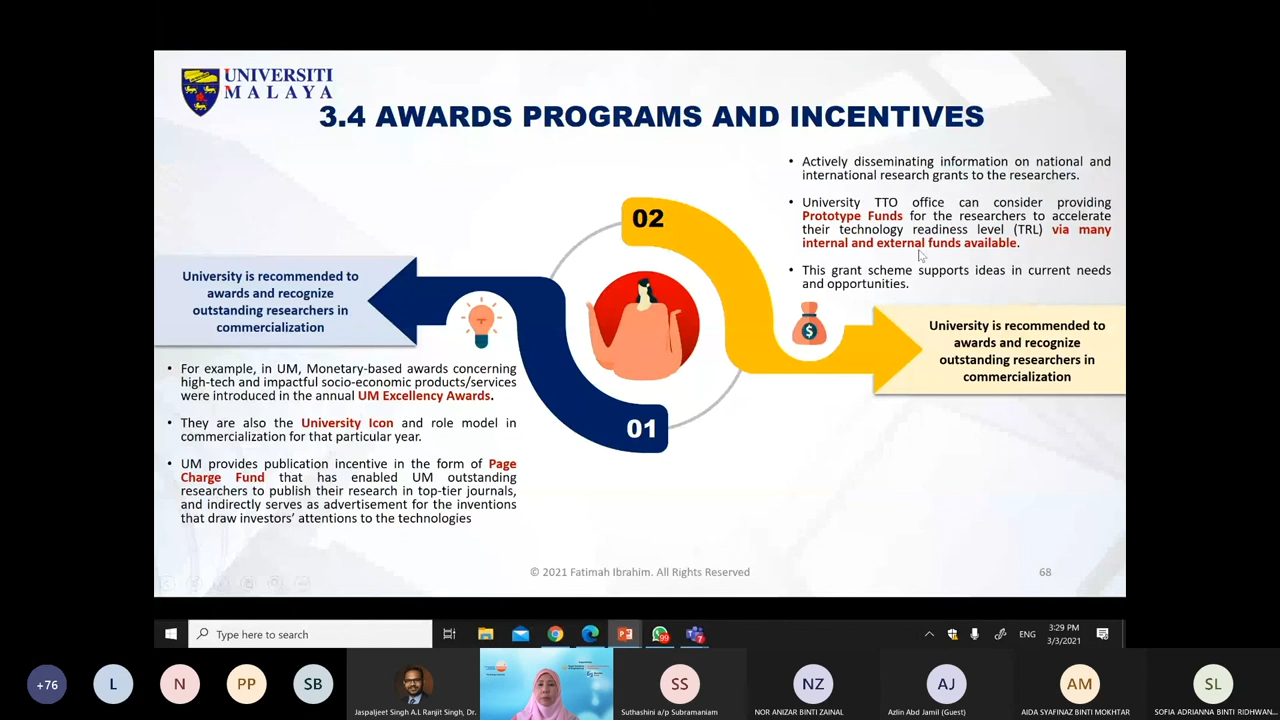 UNIVERSITI
MALAYA
3.4 AWARDS PROGRAMS AND INCENTIVES
• Actively disseminating information on national and
international research grants to the researchers.
• University TTO office can consider providing
Prototype Funds for the researchers to accelerate
their technology readiness level (TRL) via many
internal and external funds available.
• This grant scheme supports ideas in current needs
and opportunities.
02
University is recommended to
awards and recognize
outstanding researchers in
commercialization
$
University is recommended to
awards and recognize
outstanding researchers in
commercialization
• For example, in UM, Monetary-based awards concerning
high-tech and impactful socio-economic products/services
were introduced in the annual UM Excellency Awards.
• They are also the University Icon and role model in
commercialization for that particular year.
• UM provides publication incentive in the form of Page
Charge Fund that has enabled UM outstanding
researchers to publish their research in top-tier journals,
and indirectly serves as advertisement for the inventions
that draw investors' attentions to the technologies
01
© 2021 Fatimah Ibrahim. All Rights Reserved
68
Type here to search
99
7
ENG
3:29 PM
3/3/2021
+76
L
N
PP
SB
Jaspaljeet Singh A.L Ranjit Singh, Dr.
SS
Suthashini a/p Subramaniam
NZ
NOR ANIZAR BINTI ZAINAL
AJ
Azlin Abd Jamil (Guest)
AM
AIDA SYAFINAZ BINTI MOKHTAR
SL
SOFIA ADRIANNA BINTI RIDHWAN...